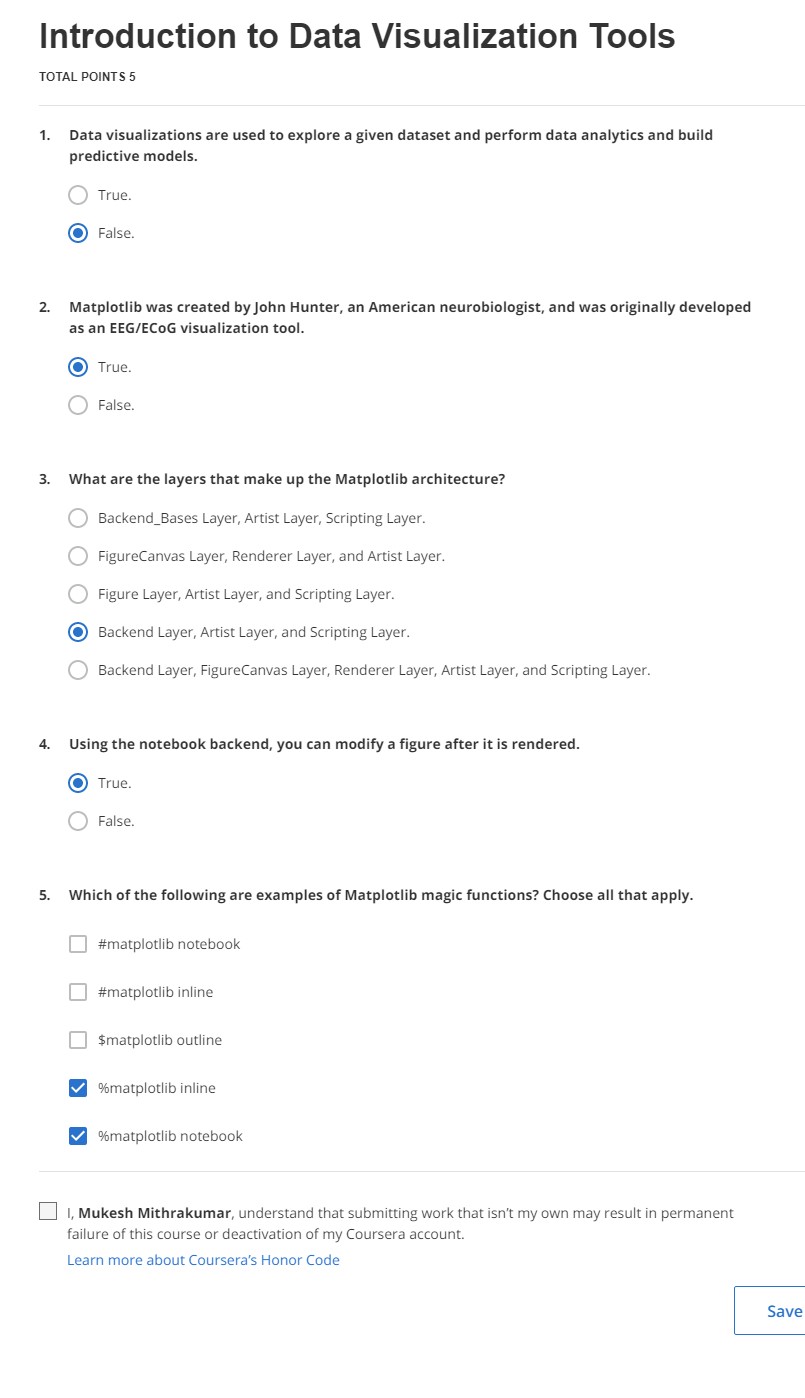 Introduction to Data Visualization Tools
TOTAL POINTS 5
1. Data visualizations are used to explore a given dataset and perform data analytics and build
predictive models.
True.
False.
2. Matplotlib was created by John Hunter, an American neurobiologist, and was originally developed
as an EEG/ECoG visualization tool.
True.
False.
3. What are the layers that make up the Matplotlib architecture?
Backend_Bases Layer, Artist Layer, Scripting Layer.
FigureCanvas Layer, Renderer Layer, and Artist Layer.
Figure Layer, Artist Layer, and Scripting Layer.
Backend Layer, Artist Layer, and Scripting Layer.
Backend Layer, FigureCanvas Layer, Renderer Layer, Artist Layer, and Scripting Layer.
4. Using the notebook backend, you can modify a figure after it is rendered.
True.
False.
5. Which of the following are examples of Matplotlib magic functions? Choose all that apply.
#matplotlib notebook
#matplotlib inline
$matplotlib outline
%matplotlib inline
%matplotlib notebook
I, Mukesh Mithrakumar, understand that submitting work that isn't my own may result in permanent
failure of this course or deactivation of my Coursera account.
Learn more about Coursera's Honor Code
Save